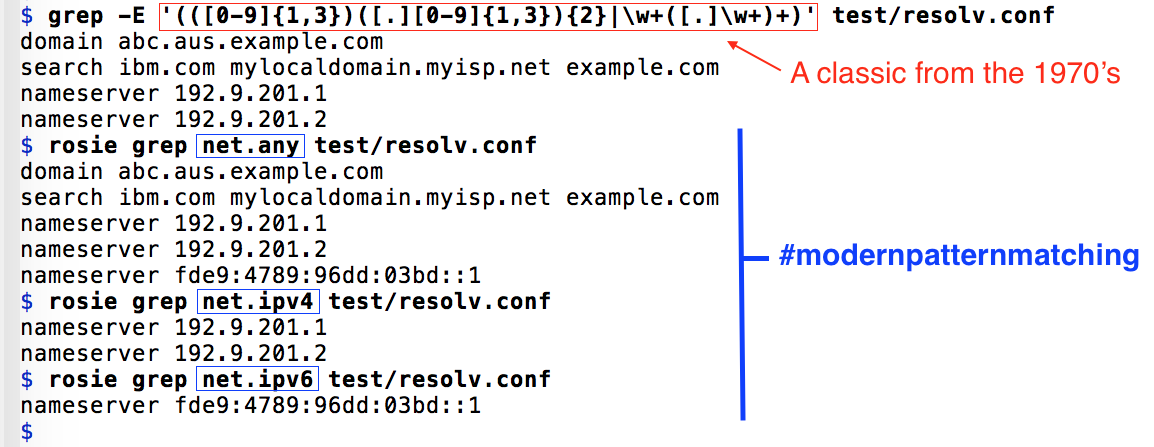 $ grep -E '(([0-9]{1,3})([.][0-9]{1,3}){2}|\w+([.]\w+)+)' test/resolv.conf
domain abc.aus.example.com
search ibm.com mylocaldomain.myisp.net example.com
A classic from the 1970's
nameserver 192.9.201.1
nameserver 192.9.201.2
$ rosie grep net.any test/resolv.conf
domain abc.aus.example.com
search ibm.com mylocaldomain.myisp.net example.com
nameserver 192.9.201.1
nameserver 192.9.201.2
#modernpatternmatching
nameserver fde9:4789:96dd:03bd::1
$ rosie grep net.ipv4 test/resolv.conf
nameserver 192.9.201.1
nameserver 192.9.201.2
$ rosie grep net.ipv6 test/resolv.conf
nameserver fde9:4789:96dd:03bd::1
$